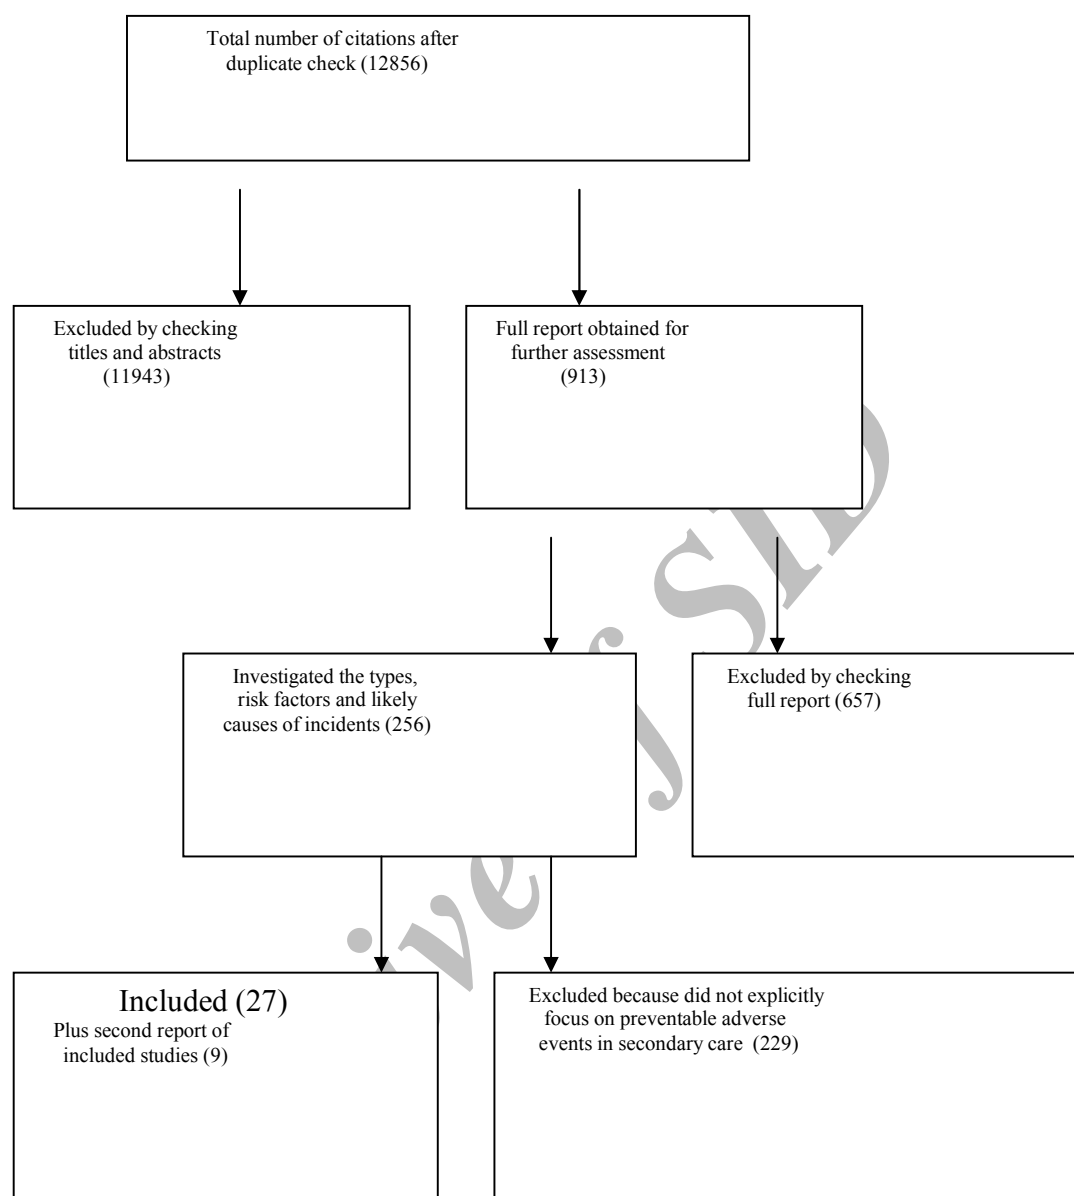 Total number of citations after
duplicate check (12856)
Excluded by checking
titles and abstracts
(11943)
Full report obtained for
further assessment
(913)
Investigated the types,
risk factors and likely
causes of incidents (256)
Excluded by checking
full report (657)
Included (27)
Plus second report of
included studies (9)
Excluded because did not explicitly
focus on preventable adverse
events in secondary care (229)